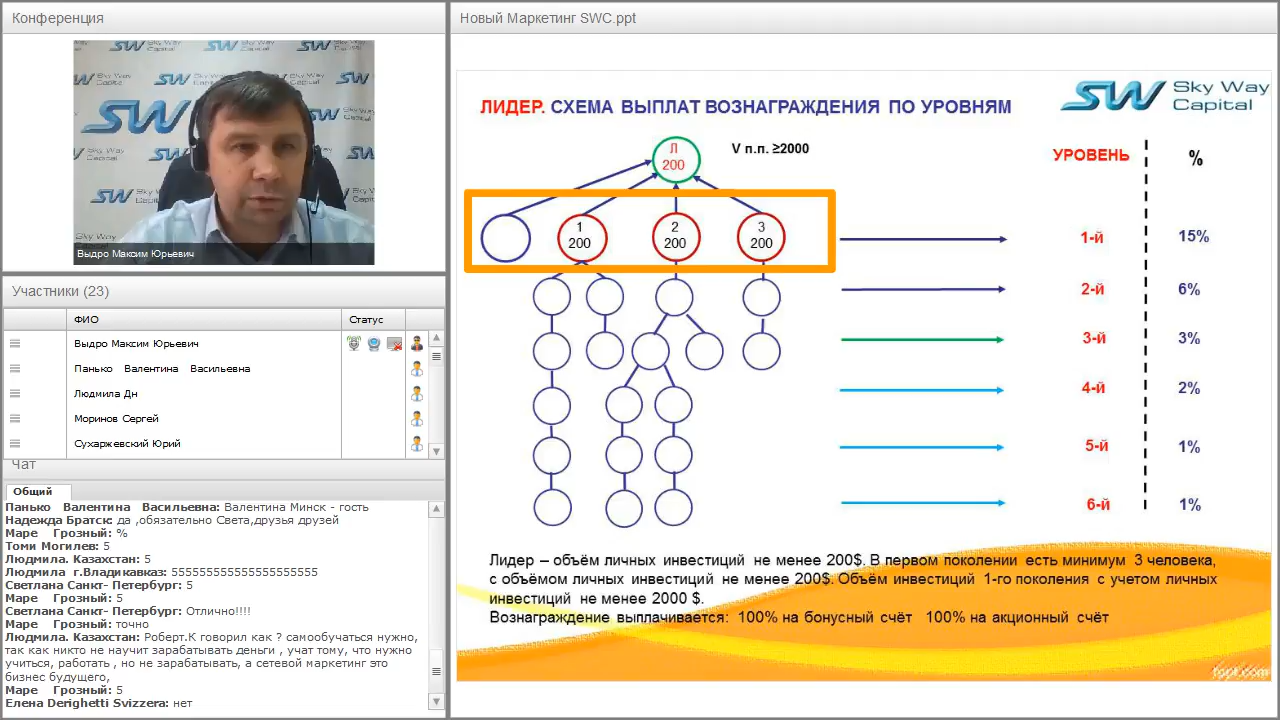 Конференция
Новый Маркетинг SWC.ppt
Выдро Максим Юрьевич
Участники (23)
ФИО
Статус
Выдро Максим Юрьевич
Панько Валентина Васильевна
Людмила Дн
Моринов Сергей
Сухаржевский Юрий
Чат
Общий
Панько Валентина Васильевна: Валентина Минск - гость
Надежда Братск: да ,обязательно Света,друзья друзей
Маре Грозный: %
Томи Могилев: 5
Людмила. Казахстан: 5
Людмила г.Владикавказ: 55555555555555555555
Светлана Санкт- Петербург: 5
Маре Грозный: 5
Светлана Санкт- Петербург: Отлично!!!!
Маре Грозный: точно
Людмила. Казахстан: Роберт.К говорил как ? самообучаться нужно,
так как никто не научит зарабатывать деньги , учат тому, что нужно
учиться, работать , но не зарабатывать, а сетевой маркетинг это
бизнес будущего,
Маре Грозный: 5
Елена Derighetti Svizzera: нет
SW Sky Way
Capital
ЛИДЕР. СХЕМА ВЫПЛАТ ВОЗНАГРАЖДЕНИЯ ПО УРОВНЯМ
Л
200
V п.п. ≥2000
УРОВЕНЬ
%
1
200
2
200
3
200
1-й 15%
2-й 6%
3-й 3%
4-й 2%
5-й 1%
6-й 1%
Лидер – объём личных инвестиций не менее 200$. В первом поколении есть минимум 3 человека,
с объёмом личных инвестиций не менее 200$. Объём инвестиций 1-го поколения с учетом личных
инвестиций не менее 2000 $.
Вознаграждение выплачивается: 100% на бонусный счёт 100% на акционный счёт
fppt.com